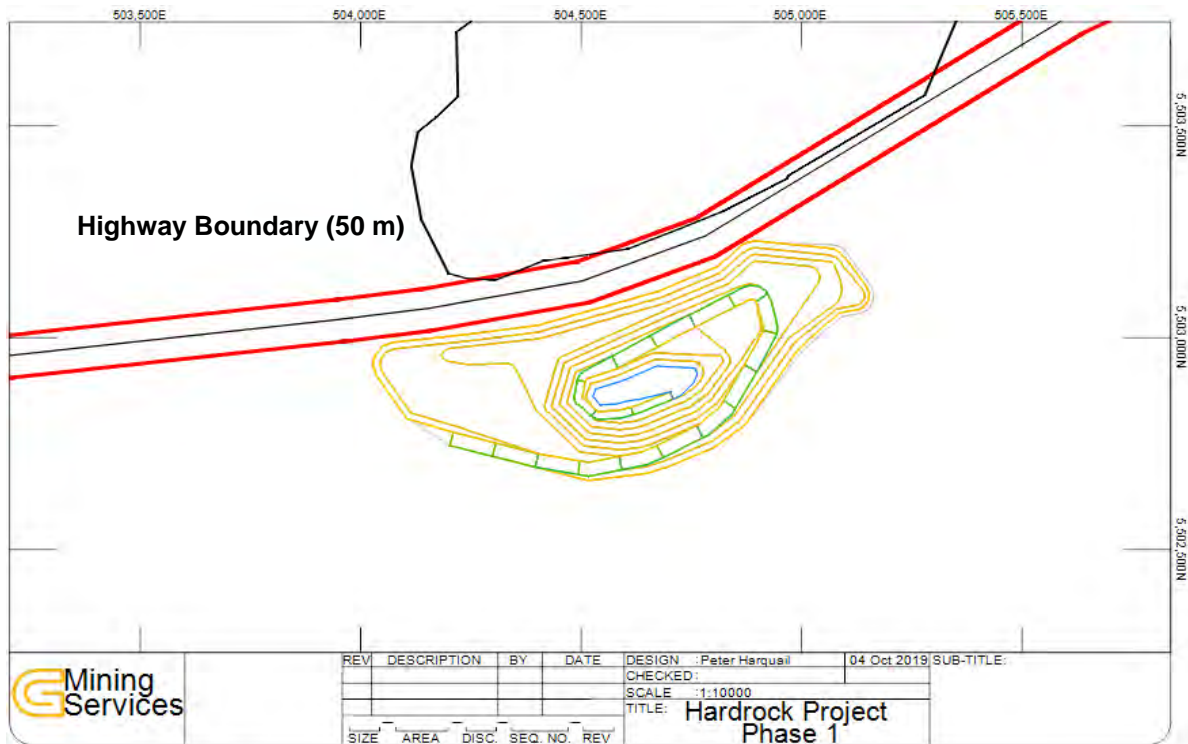 503,500E 504,000E 504,500E 505,000E 505,500E
5,503,500N
Highway Boundary (50 m)
5,503,000N
5,502,500N
G Mining
Services
REV DESCRIPTION BY DATE DESIGN : Peter Harquail 04 Oct 2019 SUB-TITLE:
CHECKED :
SCALE :1:10000
TITLE: Hardrock Project
Phase 1
SIZE – AREA – DISC. – SEQ. NO. – REV